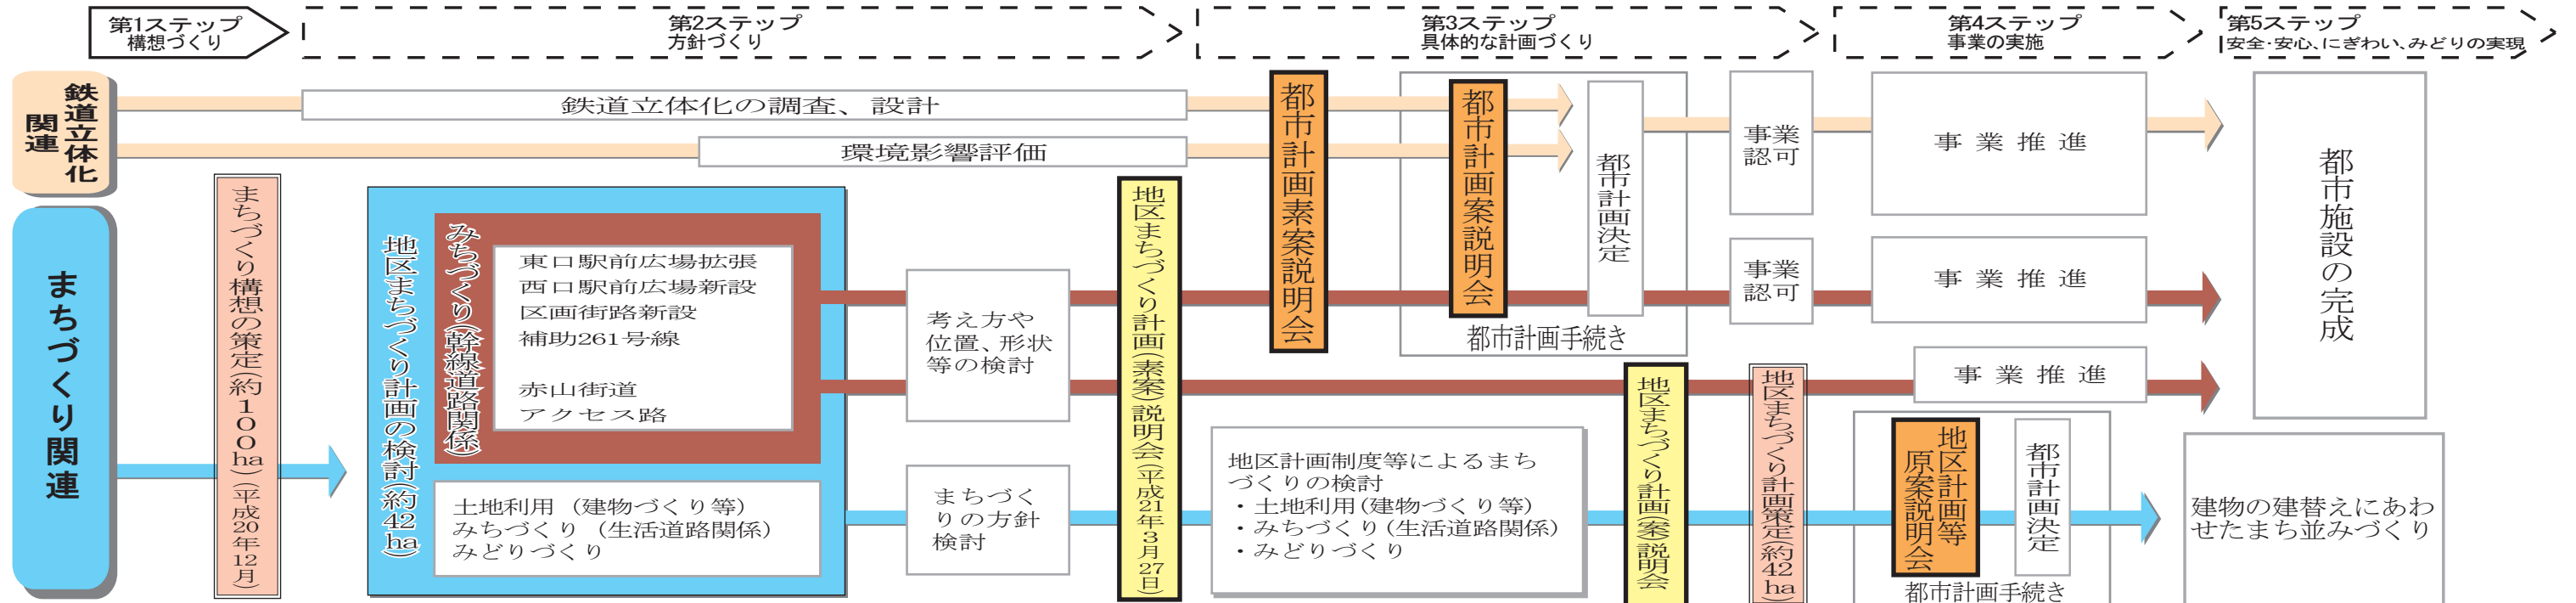 第1ステップ
構想づくり
第2ステップ
方針づくり
第3ステップ
具体的な計画づくり
第4ステップ
事業の実施
第5ステップ
安全・安心、にぎわい、みどりの実現
鉄道立体化
関連
鉄道立体化の調査、設計
環境影響評価
都市計画素案説明会
都市計画案説明会
都市計画決定
都市計画手続き
事業
認可
事業推進
都市施設の完成
まちづくり関連
まちづくり構想の策定(約100ha)(平成20年12月)
地区まちづくり計画の検討(約42ha)
みちづくり(幹線道路関係)
東口駅前広場拡張
西口駅前広場新設
区画街路新設
補助261号線
赤山街道
アクセス路
土地利用(建物づくり等)
みちづくり(生活道路関係)
みどりづくり
考え方や
位置、形状
等の検討
まちづく
りの方針
検討
地区まちづくり計画(素案)説明会(平成21年3月27日)
事業
認可
事業推進
事業推進
地区計画制度等によるまち
づくりの検討
・土地利用(建物づくり等)
・みちづくり(生活道路関係)
・みどりづくり
地区まちづくり計画(案)説明会
地区まちづくり計画策定(約42ha)
地区計画等
原案説明会
都市計画決定
都市計画手続き
建物の建替えにあわ
せたまち並みづくり